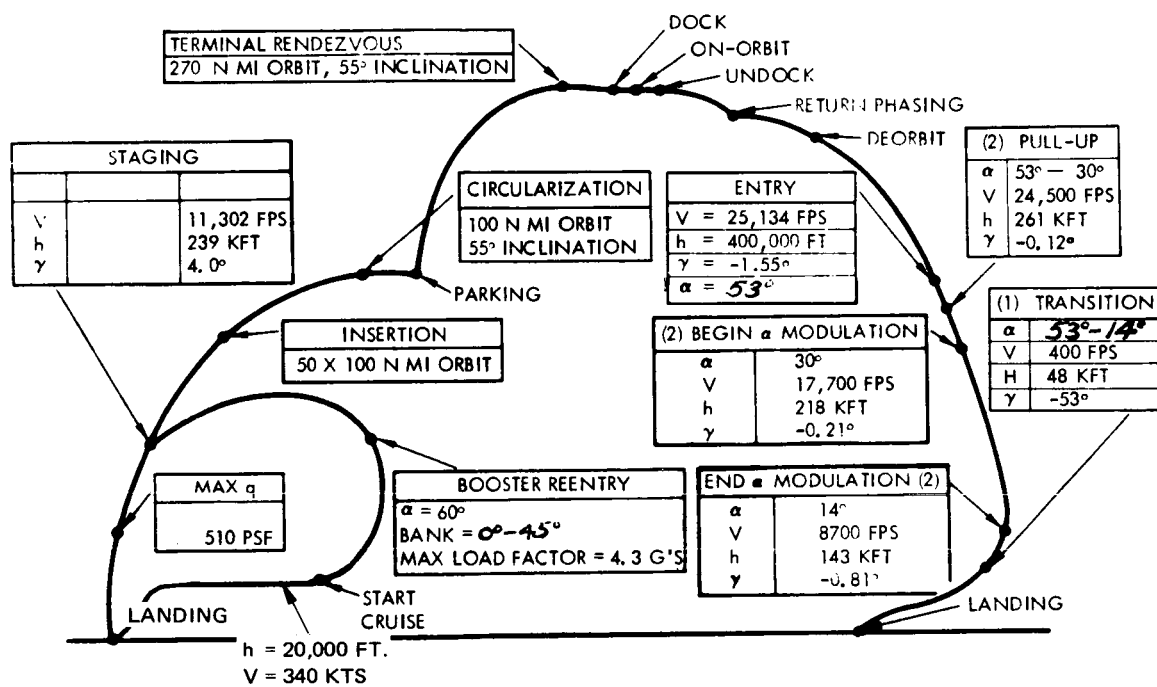 DOCK
ON-ORBIT
UNDOCK
TERMINAL RENDEZVOUS
270 N MI ORBIT, 55° INCLINATION
RETURN PHASING
DEORBIT
(2) PULL-UP
α 53° — 30°
V 24,500 FPS
h 261 KFT
γ -0.12°
STAGING
V 11,302 FPS
h 239 KFT
γ 4.0°
CIRCULARIZATION
100 N MI ORBIT
55° INCLINATION
PARKING
ENTRY
V = 25,134 FPS
h = 400,000 FT
γ = -1.55°
α = 53°
INSERTION
50 X 100 N MI ORBIT
(2) BEGIN α MODULATION
α 30°
V 17,700 FPS
h 218 KFT
γ -0.21°
(1) TRANSITION
α 53°-14°
V 400 FPS
H 48 KFT
γ -53°
MAX q
510 PSF
BOOSTER REENTRY
α = 60°
BANK = 0°-45°
MAX LOAD FACTOR = 4.3 G'S
END α MODULATION (2)
α 14°
V 8700 FPS
h 143 KFT
γ -0.81°
LANDING
START
CRUISE
LANDING
h = 20,000 FT.
V = 340 KTS